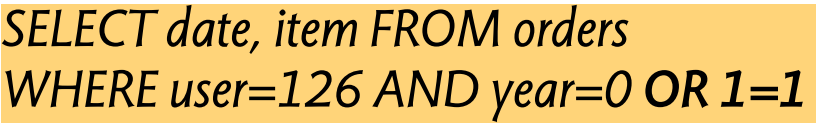 SELECT date, item FROM orders
WHERE user=126 AND year=0 OR 1=1